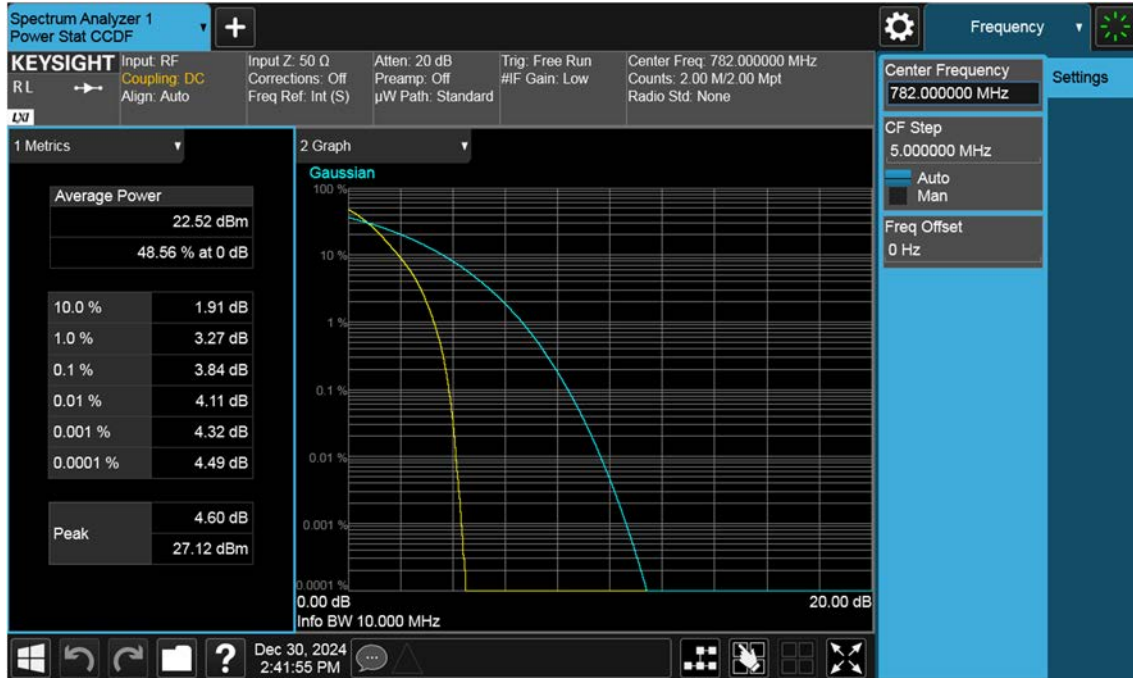 Spectrum Analyzer 1
Power Stat CCDF
Frequency
KEYSIGHT
R L
LXI
Input: RF
Coupling: DC
Align: Auto
Input Z: 50 Ω
Corrections: Off
Freq Ref: Int (S)
Atten: 20 dB
Preamp: Off
µW Path: Standard
Trig: Free Run
#IF Gain: Low
Center Freq: 782.000000 MHz
Counts: 2.00 M/2.00 Mpt
Radio Std: None
Center Frequency
782.000000 MHz
Settings
CF Step
5.000000 MHz
Auto
Man
Freq Offset
0 Hz
1 Metrics
Average Power
22.52 dBm
48.56 % at 0 dB
10.0 % 1.91 dB
1.0 % 3.27 dB
0.1 % 3.84 dB
0.01 % 4.11 dB
0.001 % 4.32 dB
0.0001 % 4.49 dB
Peak
4.60 dB
27.12 dBm
2 Graph
Gaussian
100 %
10 %
1 %
0.1 %
0.01 %
0.001 %
0.0001 %
0.00 dB 20.00 dB
Info BW 10.000 MHz
?
Dec 30, 2024
2:41:55 PM